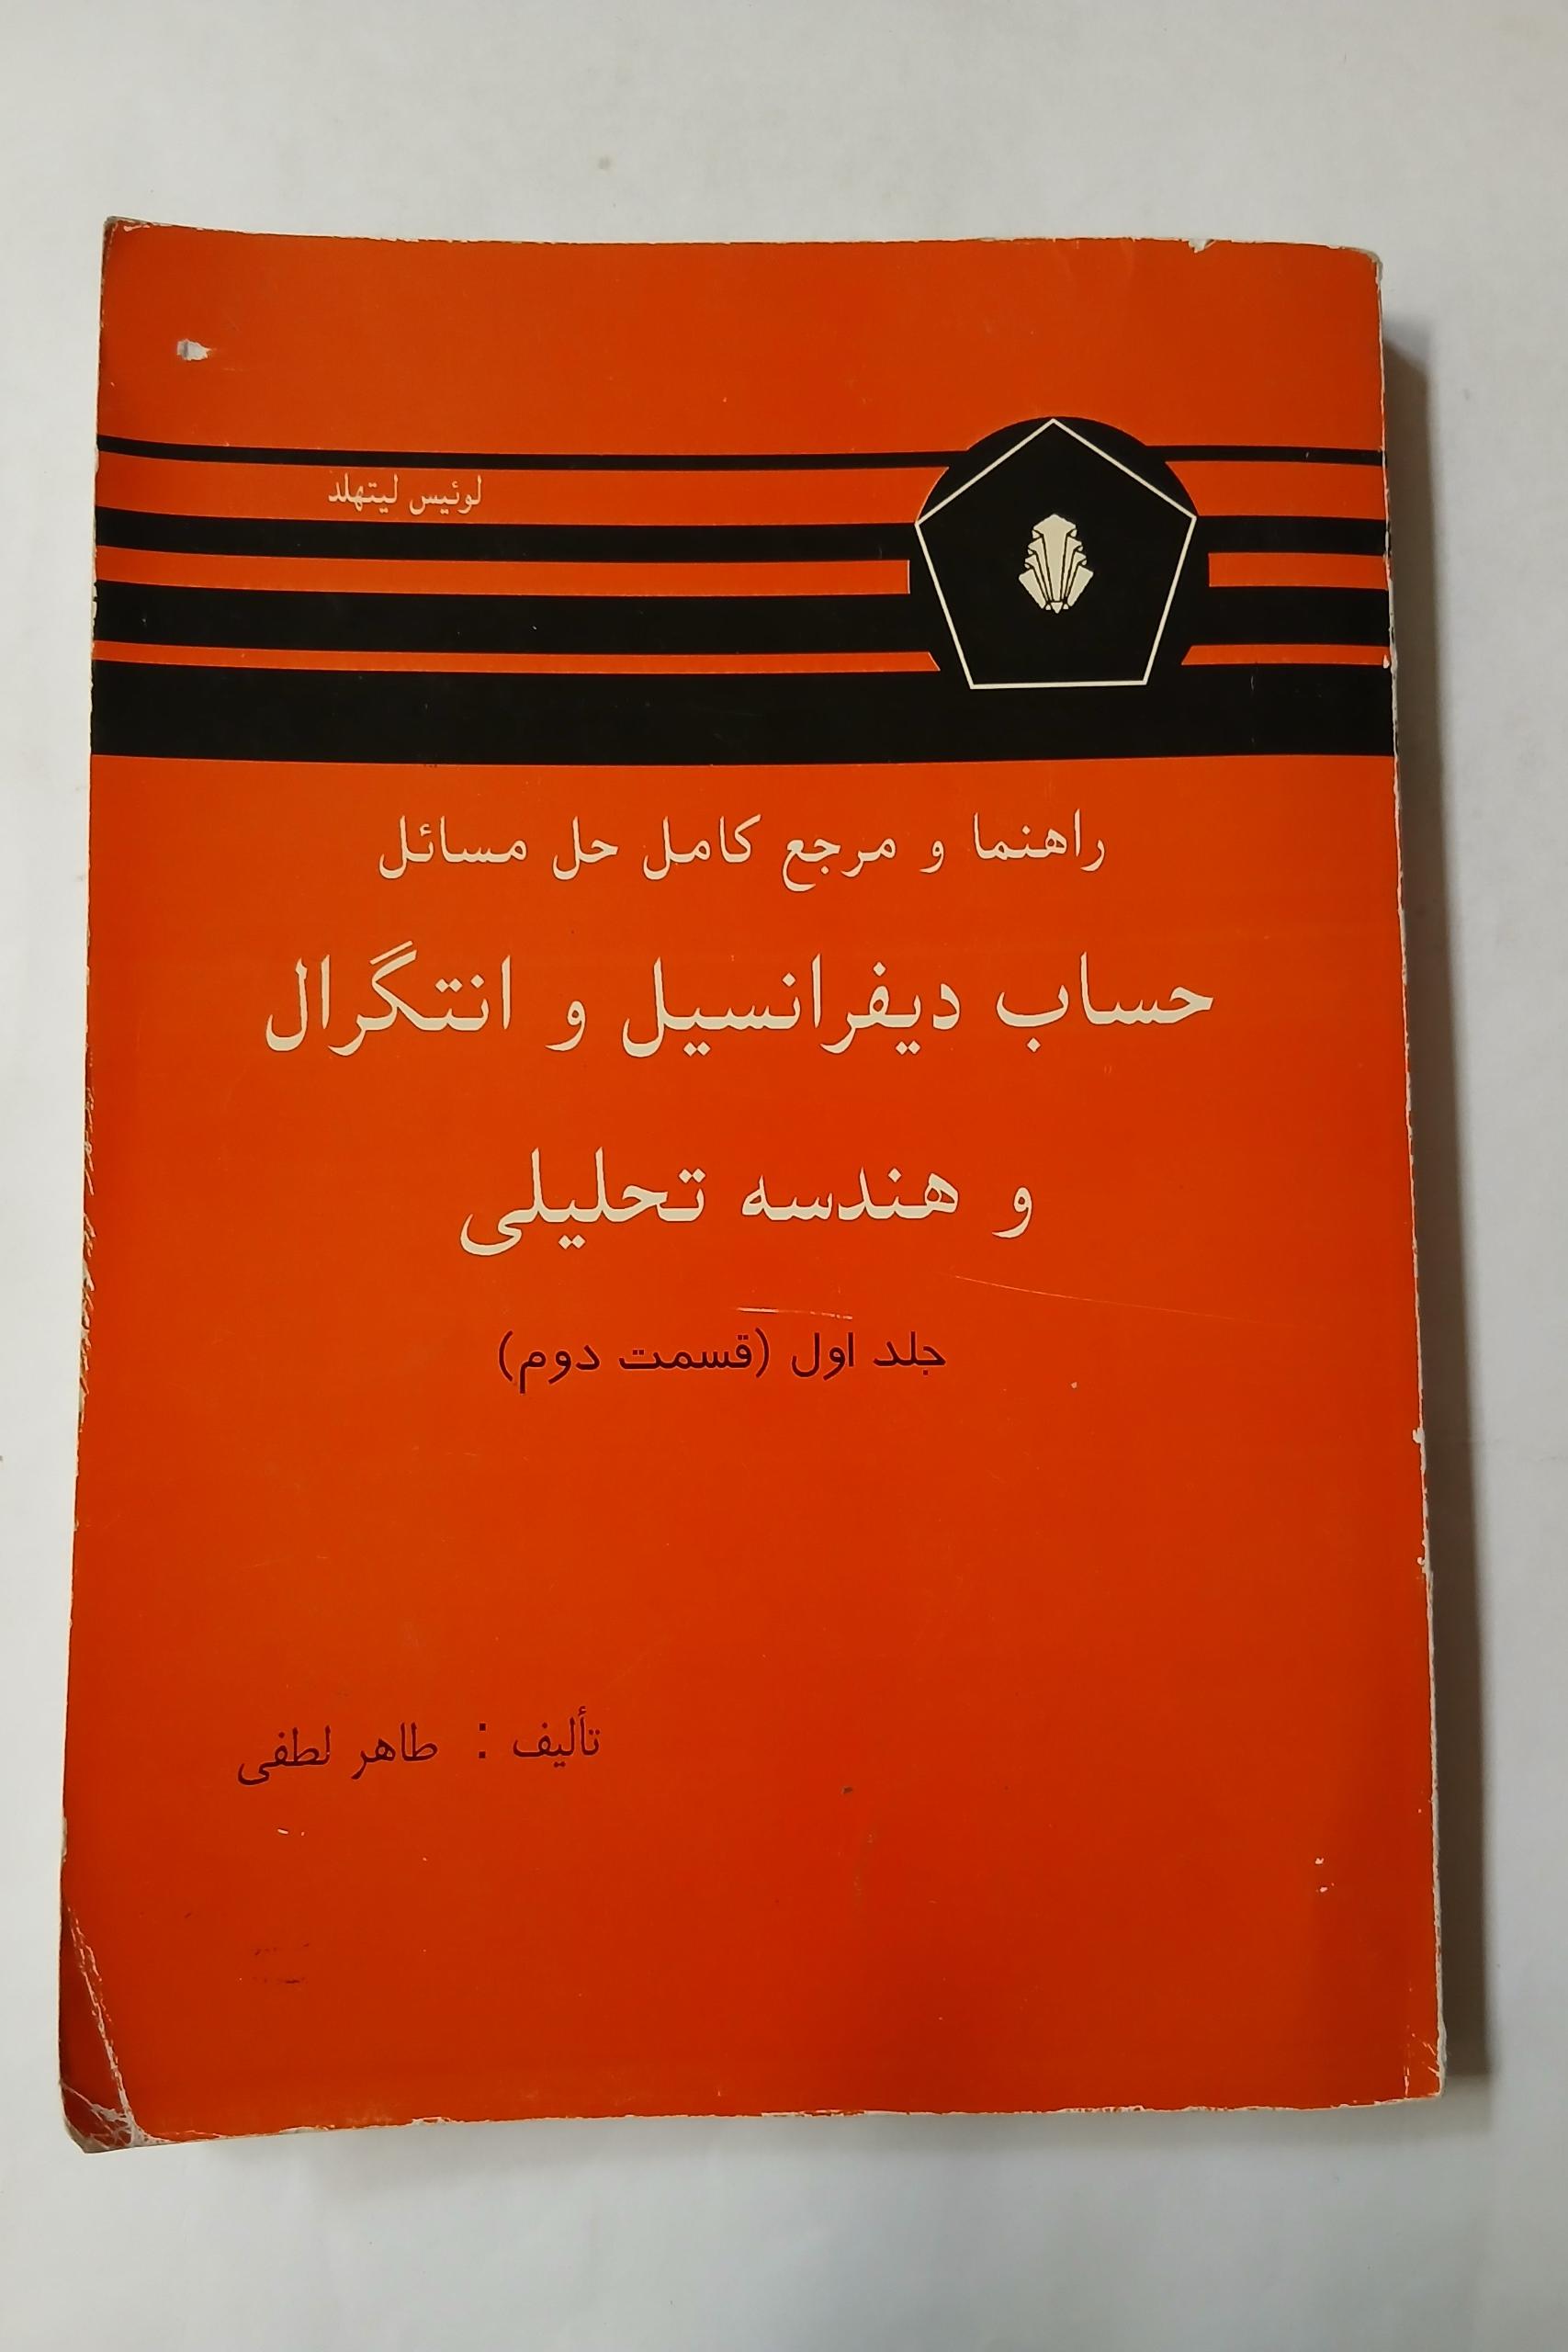 لوئیس لیتهلد
راهنما و مرجع کامل حل مسائل
حساب دیفرانسیل و انتگرال
و هندسه تحلیلی
جلد اول (قسمت دوم)
تألیف : طاهر لطفی